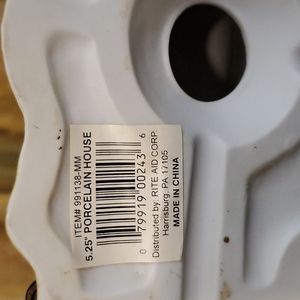 ITEM# 991138-MM
5.25" PORCELAIN HOUSE
0 79919 00243 6
Distributed by: RITE AID CORP.
Harrisburg, PA 17105
MADE IN CHINA